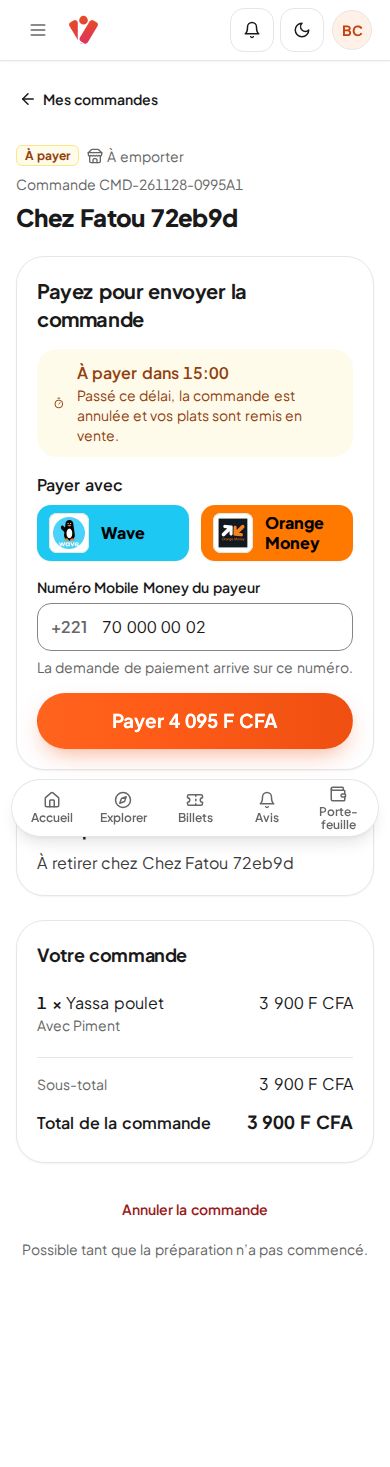 BC
Mes commandes
À payer
À emporter
Commande CMD-261128-0995A1
Chez Fatou 72eb9d
Payez pour envoyer la
commande
À payer dans 15:00
Passé ce délai, la commande est
annulée et vos plats sont remis en
vente.
Payer avec
Wave
Orange
Money
Numéro Mobile Money du payeur
+221 70 000 00 02
La demande de paiement arrive sur ce numéro.
Payer 4 095 F CFA
Accueil
Explorer
Billets
Avis
Porte-
feuille
À retirer chez Chez Fatou 72eb9d
Votre commande
1 × Yassa poulet 3 900 F CFA
Avec Piment
Sous-total 3 900 F CFA
Total de la commande 3 900 F CFA
Annuler la commande
Possible tant que la préparation n'a pas commencé.